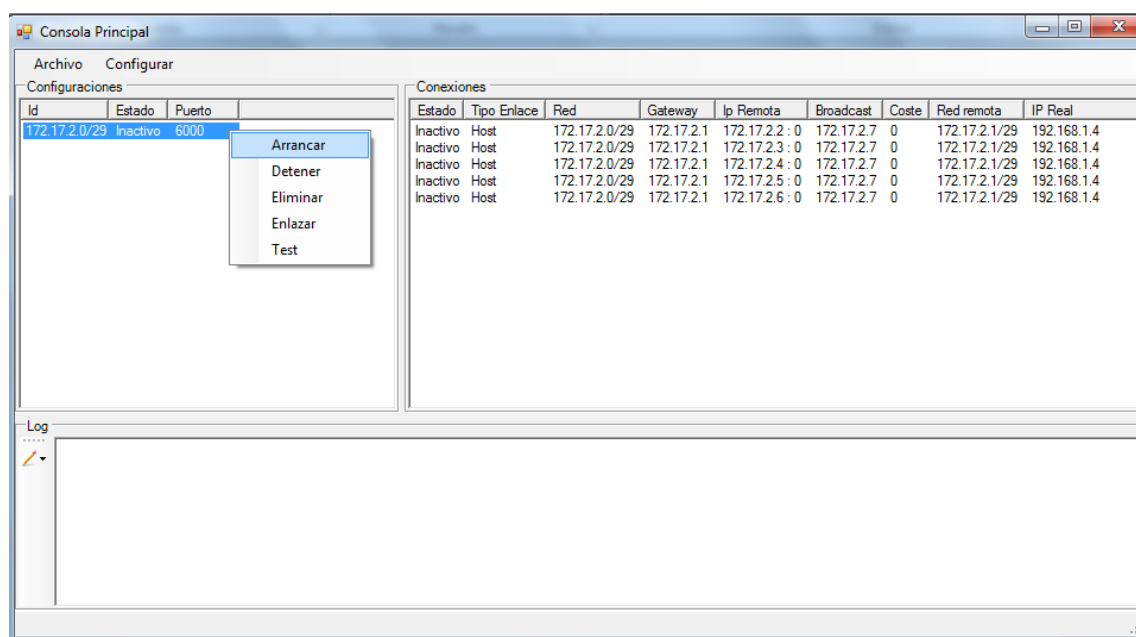 Consola Principal
Archivo Configurar
Configuraciones
Id Estado Puerto
172.17.2.0/29 Inactivo 6000
Arrancar
Detener
Eliminar
Enlazar
Test
Conexiones
Estado Tipo Enlace Red Gateway Ip Remota Broadcast Coste Red remota IP Real
Inactivo Host 172.17.2.0/29 172.17.2.1 172.17.2.2 : 0 172.17.2.7 0 172.17.2.1/29 192.168.1.4
Inactivo Host 172.17.2.0/29 172.17.2.1 172.17.2.3 : 0 172.17.2.7 0 172.17.2.1/29 192.168.1.4
Inactivo Host 172.17.2.0/29 172.17.2.1 172.17.2.4 : 0 172.17.2.7 0 172.17.2.1/29 192.168.1.4
Inactivo Host 172.17.2.0/29 172.17.2.1 172.17.2.5 : 0 172.17.2.7 0 172.17.2.1/29 192.168.1.4
Inactivo Host 172.17.2.0/29 172.17.2.1 172.17.2.6 : 0 172.17.2.7 0 172.17.2.1/29 192.168.1.4
Log